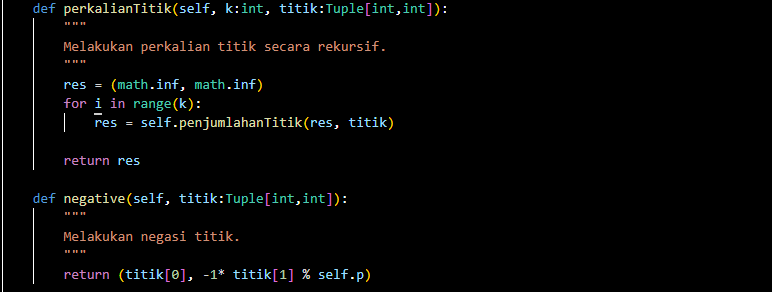 def perkalianTitik(self, k:int, titik:Tuple[int,int]):
"""
Melakukan perkalian titik secara rekursif.
"""
res = (math.inf, math.inf)
for i in range(k):
res = self.penjumlahanTitik(res, titik)
return res
def negative(self, titik:Tuple[int,int]):
"""
Melakukan negasi titik.
"""
return (titik[0], -1* titik[1] % self.p)